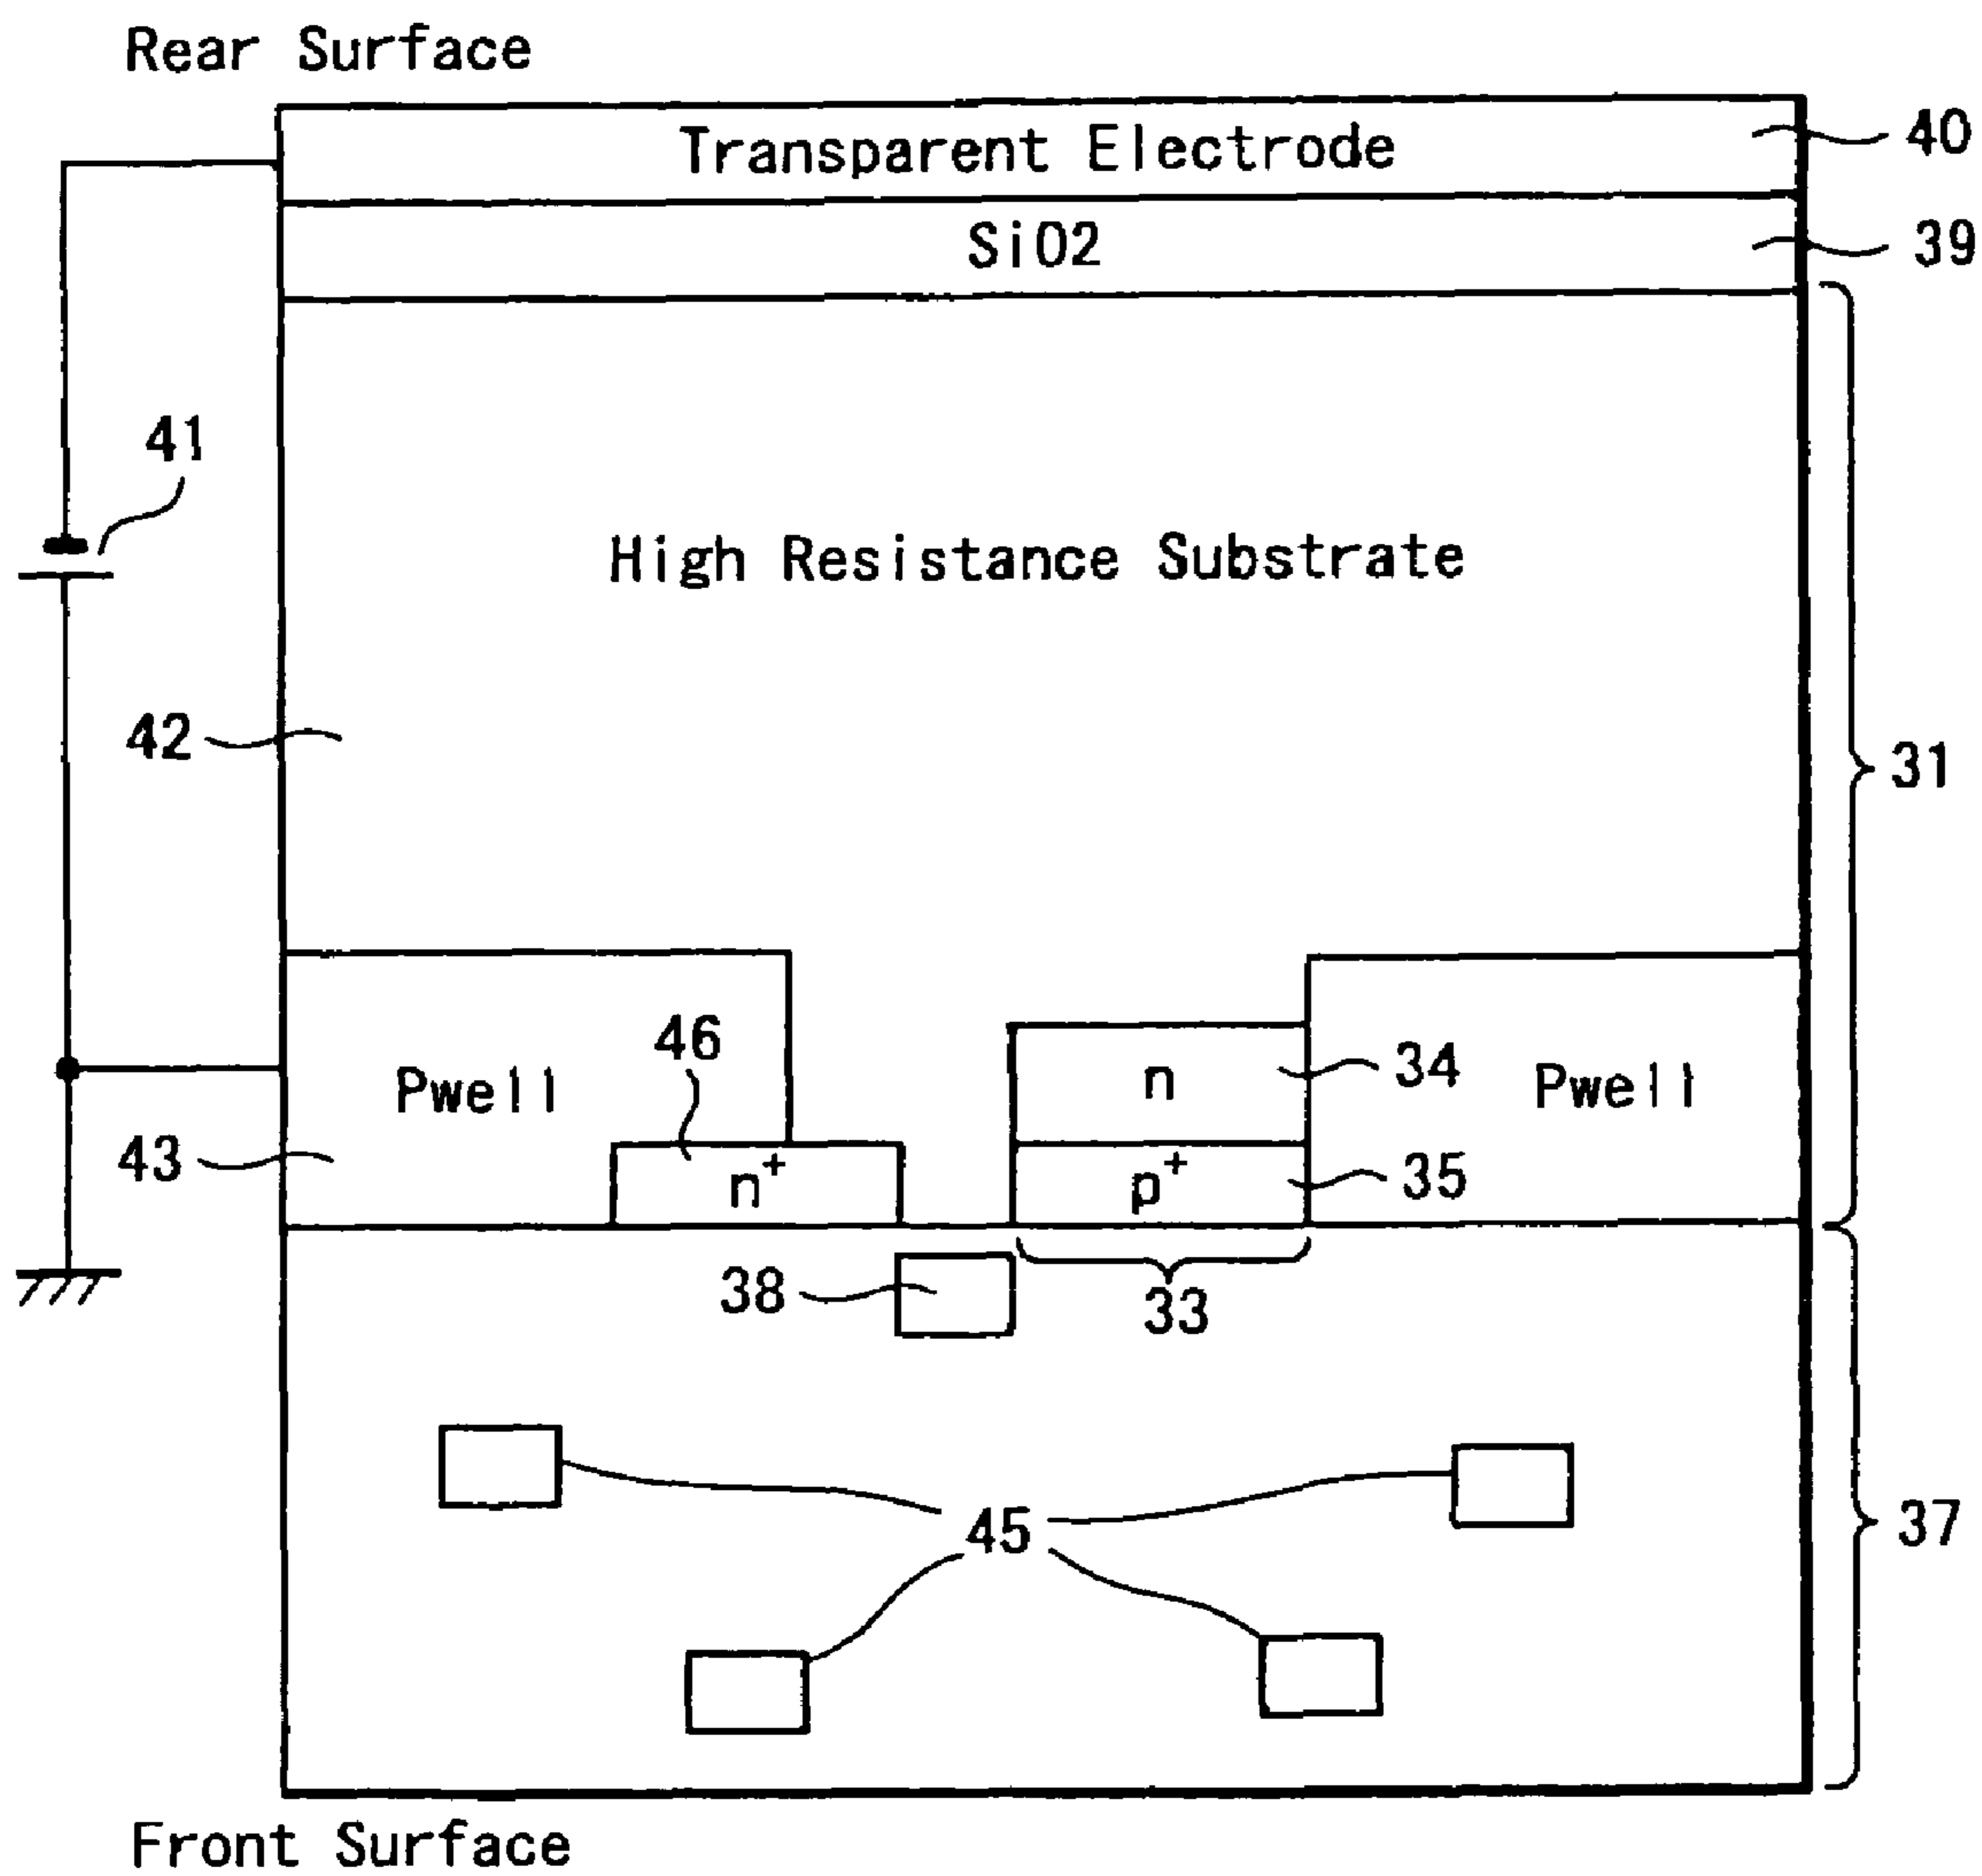 Rear Surface
Transparent Electrode
40
SiO2
39
41
High Resistance Substrate
42
31
46
Pwell
n
34
Pwell
43
n+
p+
35
38
33
45
37
Front Surface